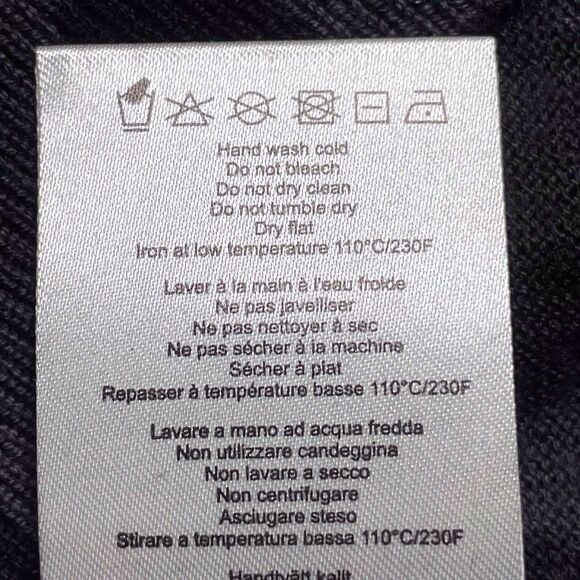 Hand wash cold
Do not bleach
Do not dry clean
Do not tumble dry
Dry flat
Iron at low temperature 110°C/230F
Laver à la main à l'eau froide
Ne pas javelliser
Ne pas nettoyer à sec
Ne pas sécher à la machine
Sécher à plat
Repasser à température basse 110°C/230F
Lavare a mano ad acqua fredda
Non utilizzare candeggina
Non lavare a secco
Non centrifugare
Asciugare steso
Stirare a temperatura bassa 110°C/230F
Handtvätt kallt